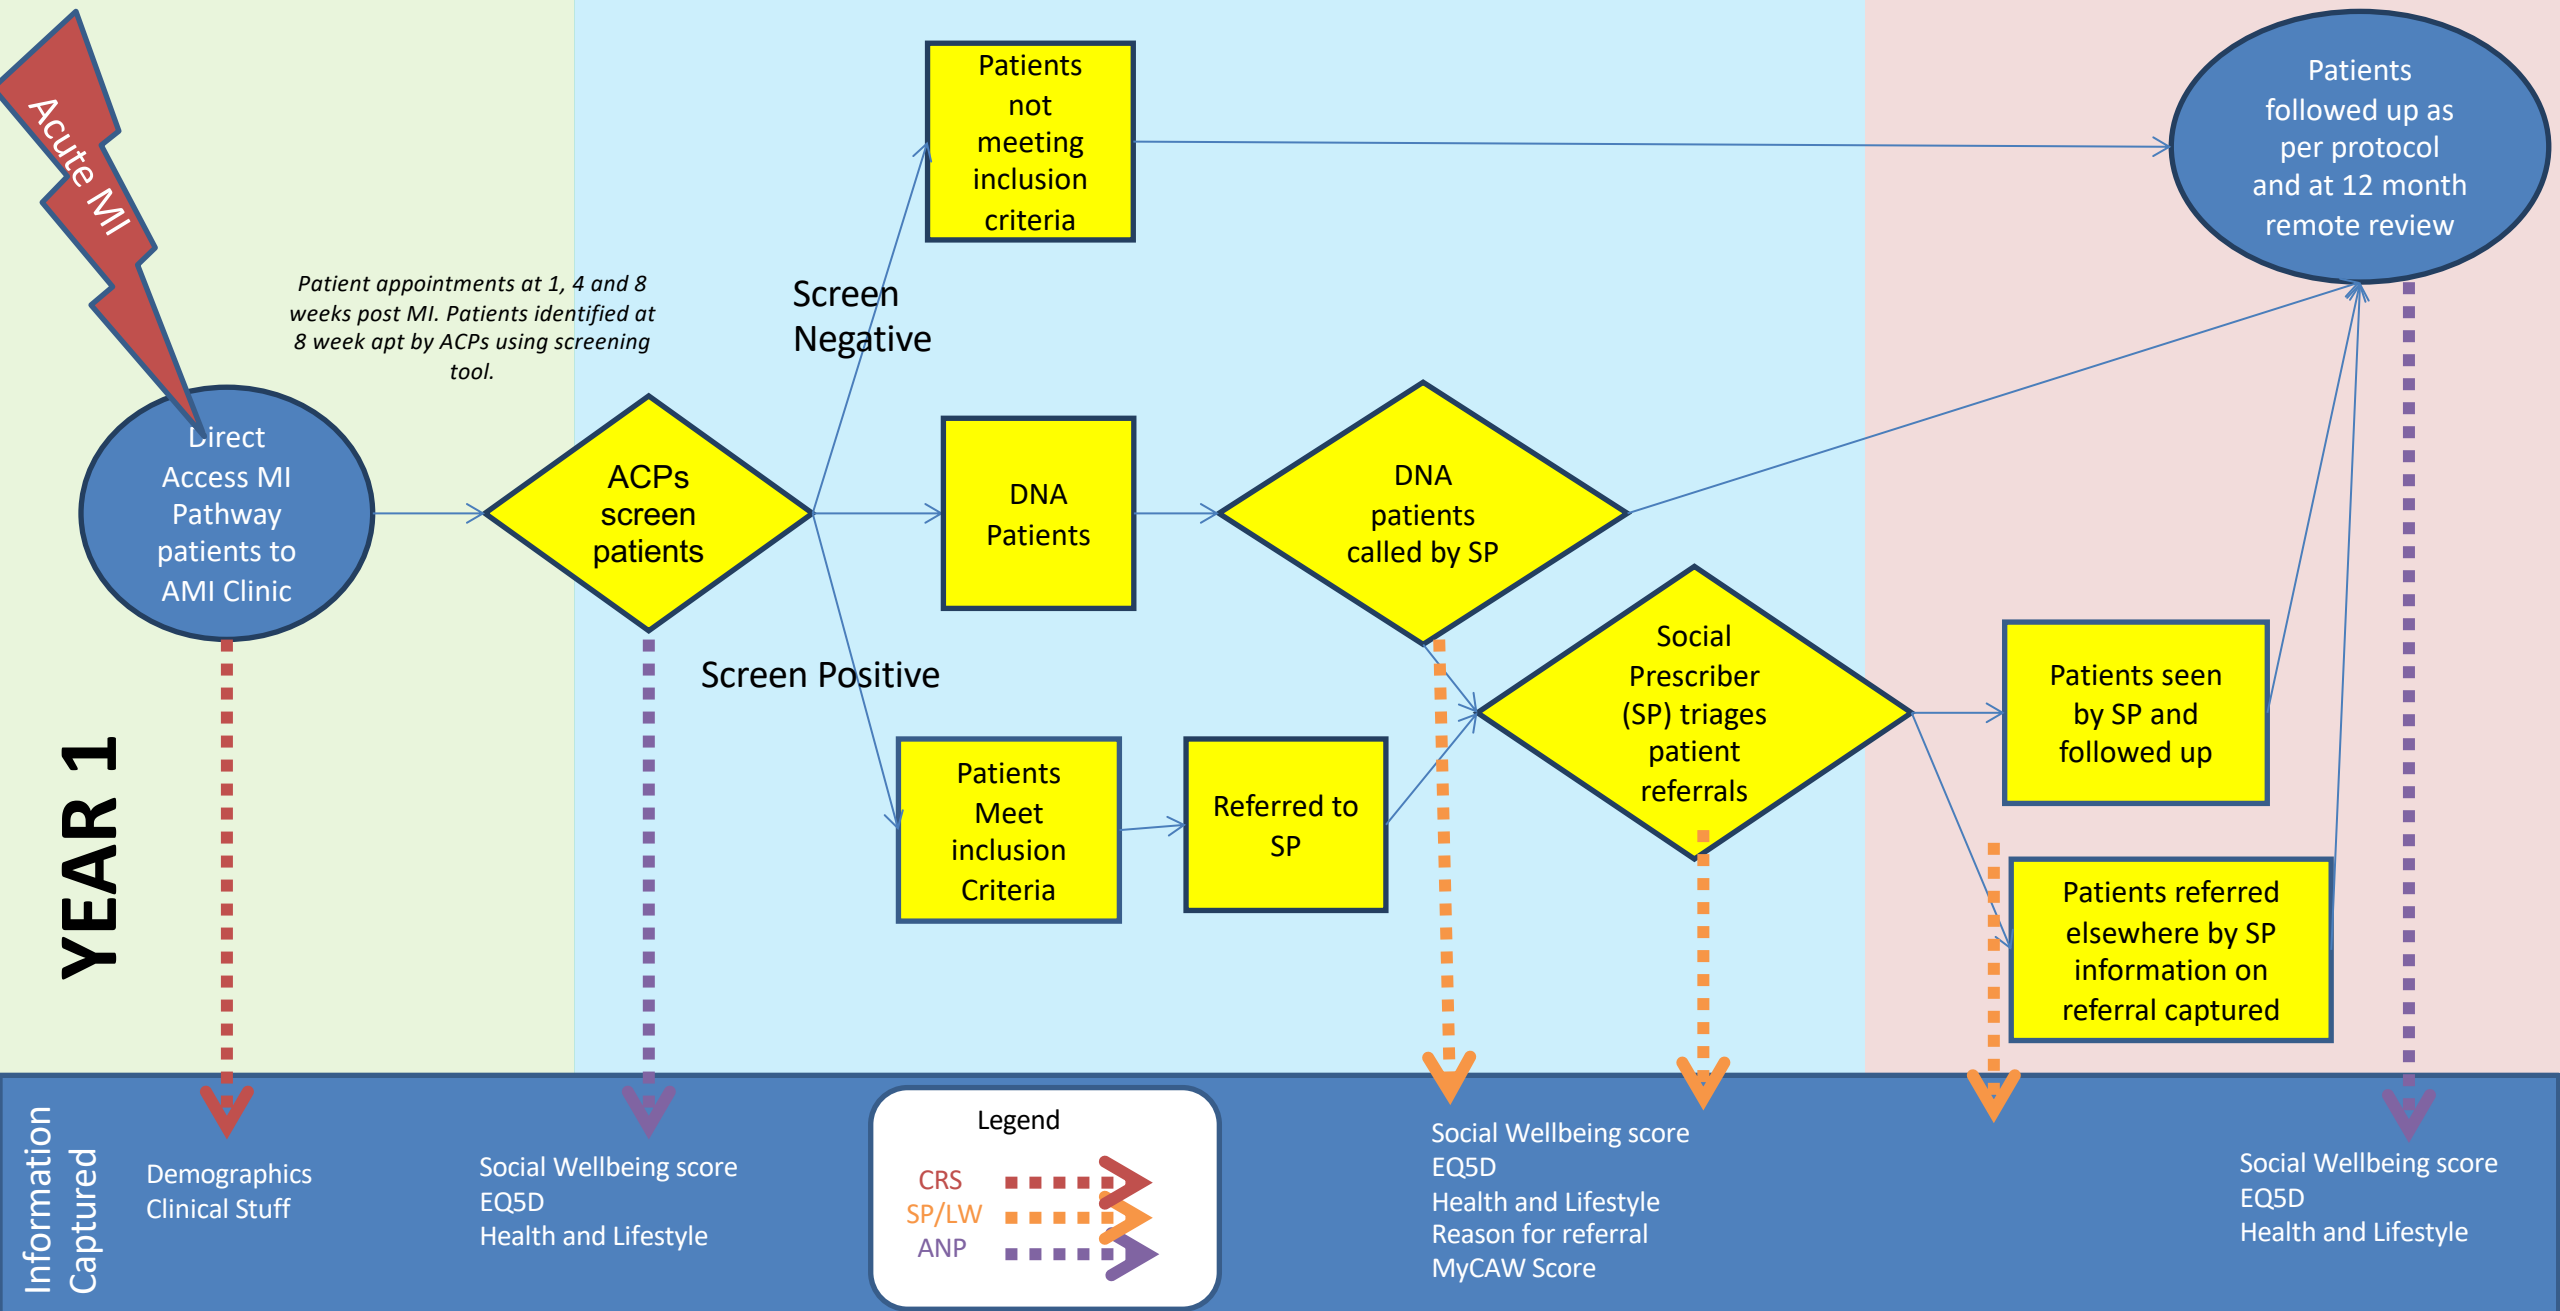 Acute MI
Patient appointments at 1, 4 and 8
weeks post MI. Patients identified at
8 week apt by ACPs using screening
tool.
Direct
Access MI
Pathway
patients to
AMI Clinic
YEAR 1
ACPs
screen
patients
Screen
Negative
Screen Positive
Patients
not
meeting
inclusion
criteria
DNA
Patients
DNA
patients
called by SP
Patients
Meet
inclusion
Criteria
Referred to
SP
Social
Prescriber
(SP) triages
patient
referrals
Patients
followed up as
per protocol
and at 12 month
remote review
Patients seen
by SP and
followed up
Patients referred
elsewhere by SP
information on
referral captured
Information
Captured
Demographics
Clinical Stuff
Social Wellbeing score
EQ5D
Health and Lifestyle
Legend
CRS
SP/LW
ANP
Social Wellbeing score
EQ5D
Health and Lifestyle
Reason for referral
MyCAW Score
Social Wellbeing score
EQ5D
Health and Lifestyle